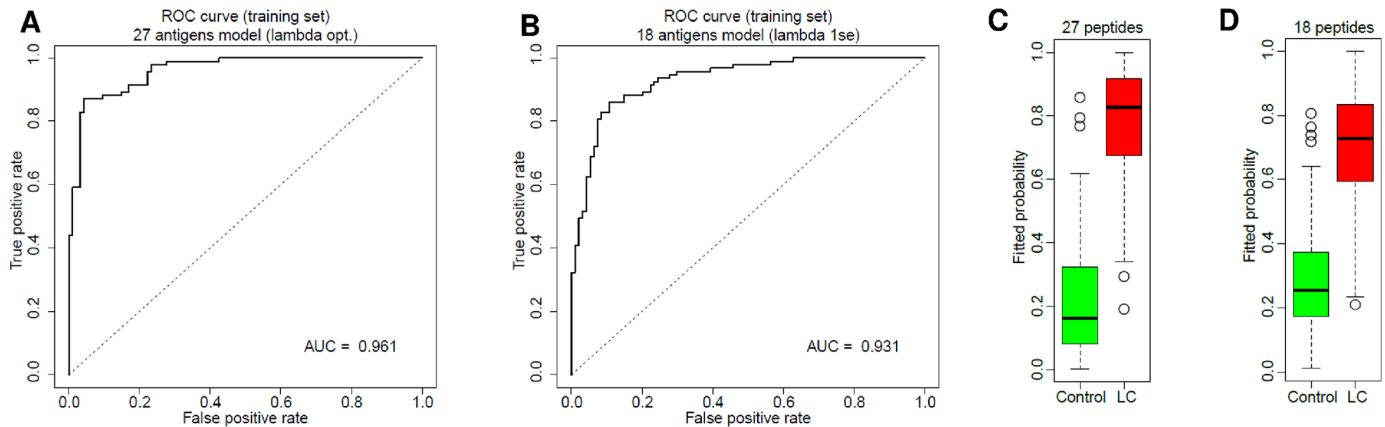 A
ROC curve (training set)
27 antigens model (lambda opt.)
True positive rate
1.0
0.8
0.6
0.4
0.2
0.0
AUC = 0.961
0.0 0.2 0.4 0.6 0.8 1.0
False positive rate
B
ROC curve (training set)
18 antigens model (lambda 1se)
True positive rate
1.0
0.8
0.6
0.4
0.2
0.0
AUC = 0.931
0.0 0.2 0.4 0.6 0.8 1.0
False positive rate
C
27 peptides
Fitted probability
1.0
0.8
0.6
0.4
0.2
0.0
Control LC
D
18 peptides
Fitted probability
1.0
0.8
0.6
0.4
0.2
0.0
Control LC